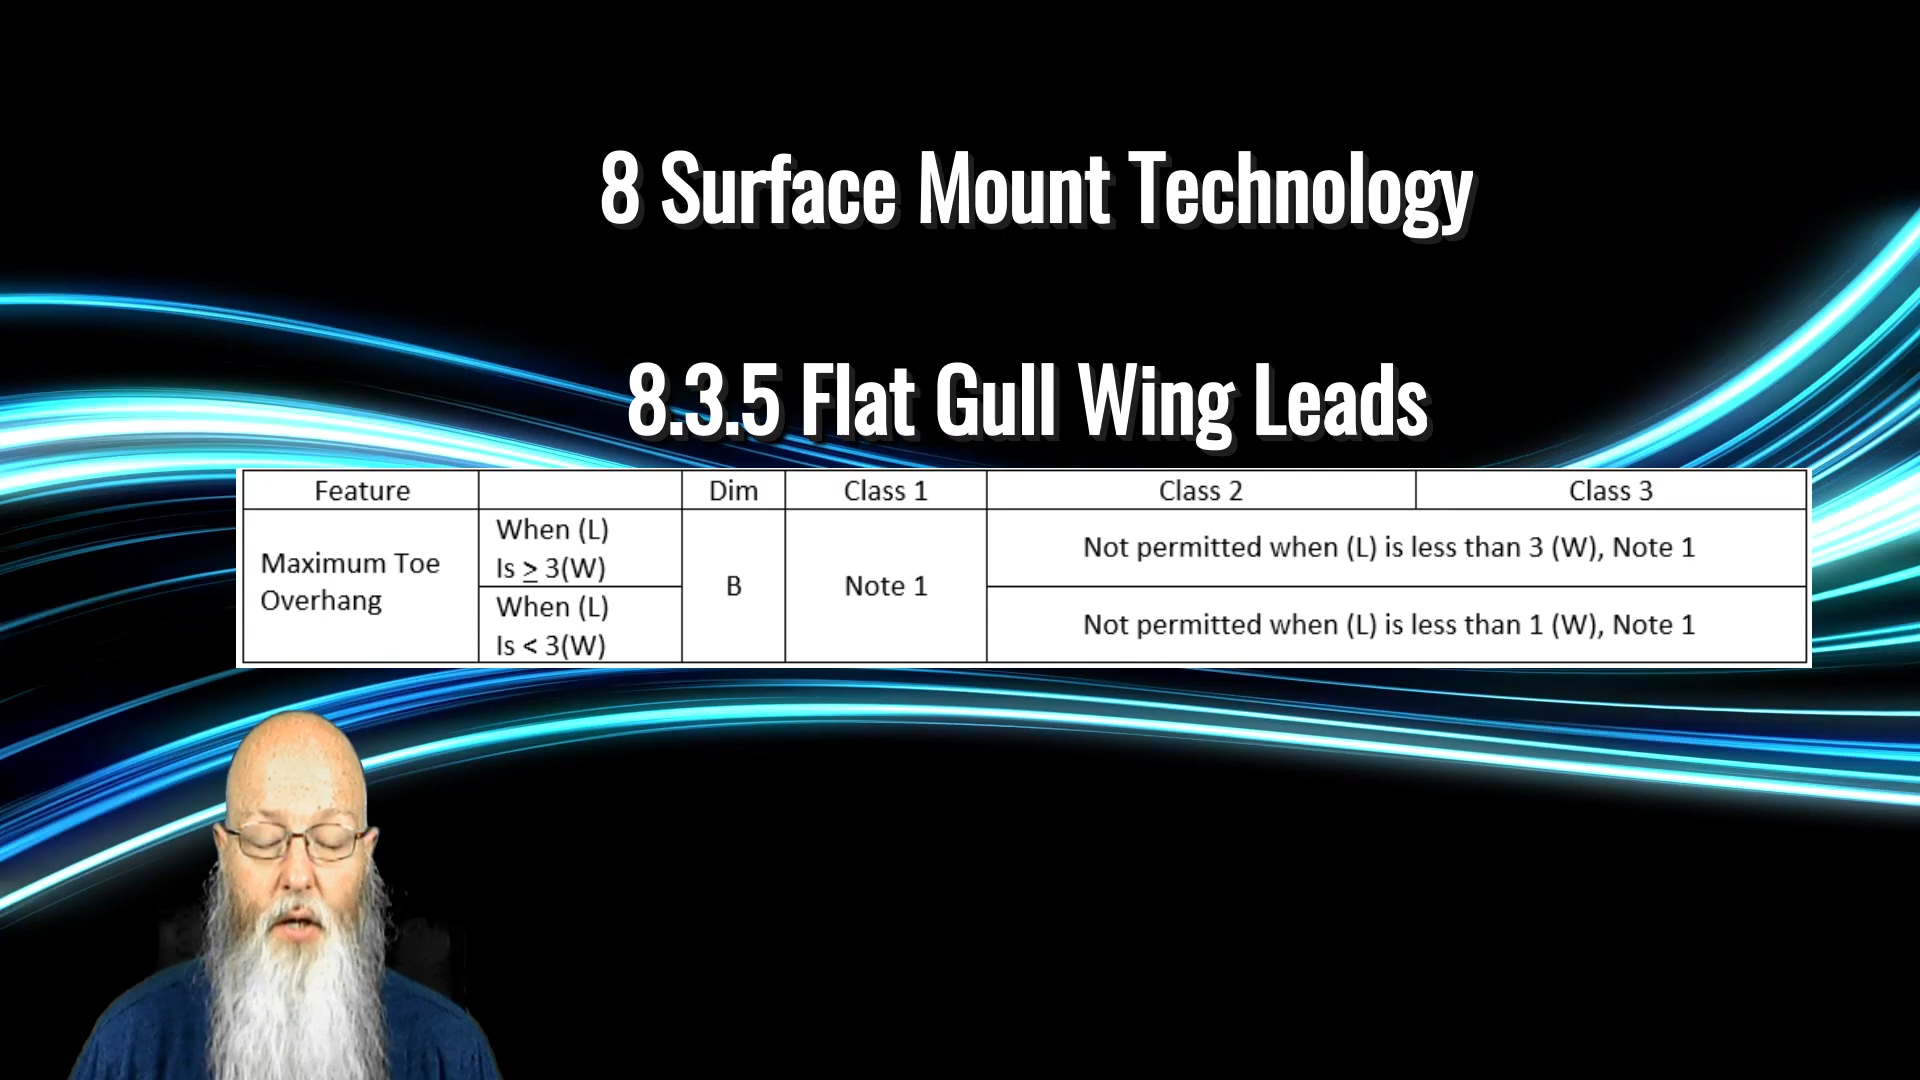 8 Surface Mount Technology
8.3.5 Flat Gull Wing Leads
Feature Dim Class 1 Class 2 Class 3
Maximum Toe
Overhang
When (L)
Is ≥ 3(W)
When (L)
Is < 3(W)
B
Note 1
Not permitted when (L) is less than 3 (W), Note 1
Not permitted when (L) is less than 1 (W), Note 1